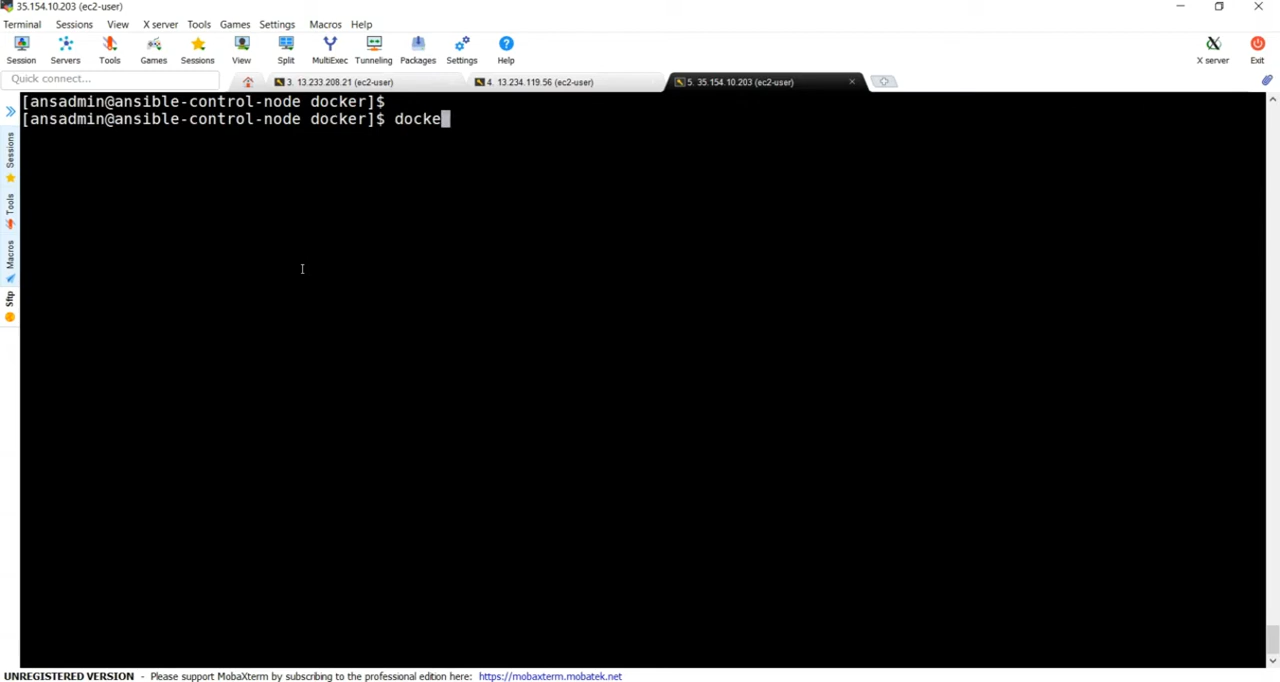 35.154.10.203 (ec2-user)
Terminal Sessions View X server Tools Games Settings Macros Help
Session Servers Tools Games Sessions View Split MultiExec Tunneling Packages Settings Help X server Exit
Quick connect...
3. 13.233.208.21 (ec2-user)
4. 13.234.119.56 (ec2-user)
5. 35.154.10.203 (ec2-user)
[ansadmin@ansible-control-node docker]$
[ansadmin@ansible-control-node docker]$ docke
Sessions
Tools
Macros
Sftp
UNREGISTERED VERSION - Please support MobaXterm by subscribing to the professional edition here: https://mobaxterm.mobatek.net